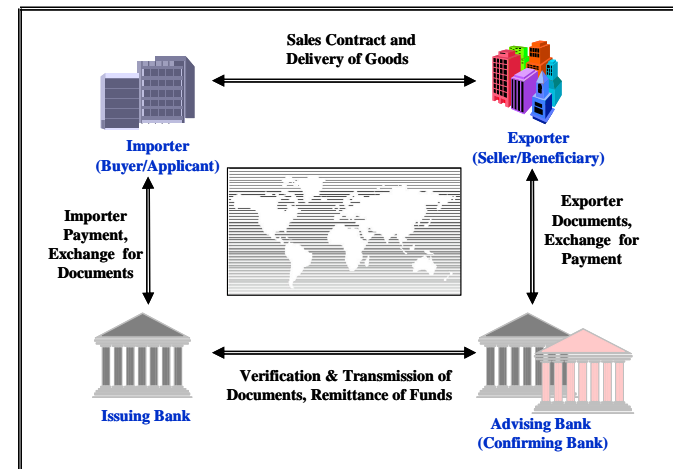 Sales Contract and
Delivery of Goods
Importer
(Buyer/Applicant)
Exporter
(Seller/Beneficiary)
Importer
Payment,
Exchange for
Documents
Exporter
Documents,
Exchange for
Payment
Verification & Transmission of
Documents, Remittance of Funds
Issuing Bank
Advising Bank
(Confirming Bank)